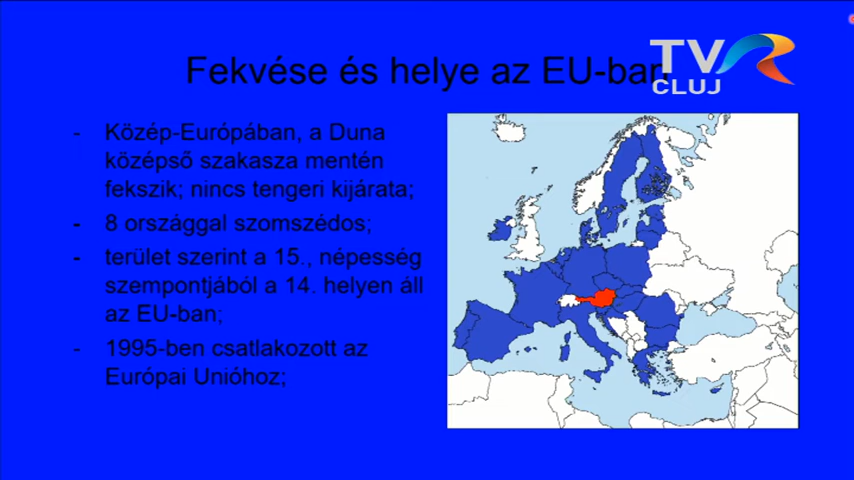 Fekvése és helye az EU-ban
TVR
CLUJ
- Közép-Európában, a Duna
középső szakasza mentén
fekszik; nincs tengeri kijárata;
- 8 országgal szomszédos;
- terület szerint a 15., népesség
szempontjából a 14. helyen áll
az EU-ban;
- 1995-ben csatlakozott az
Európai Unióhoz;